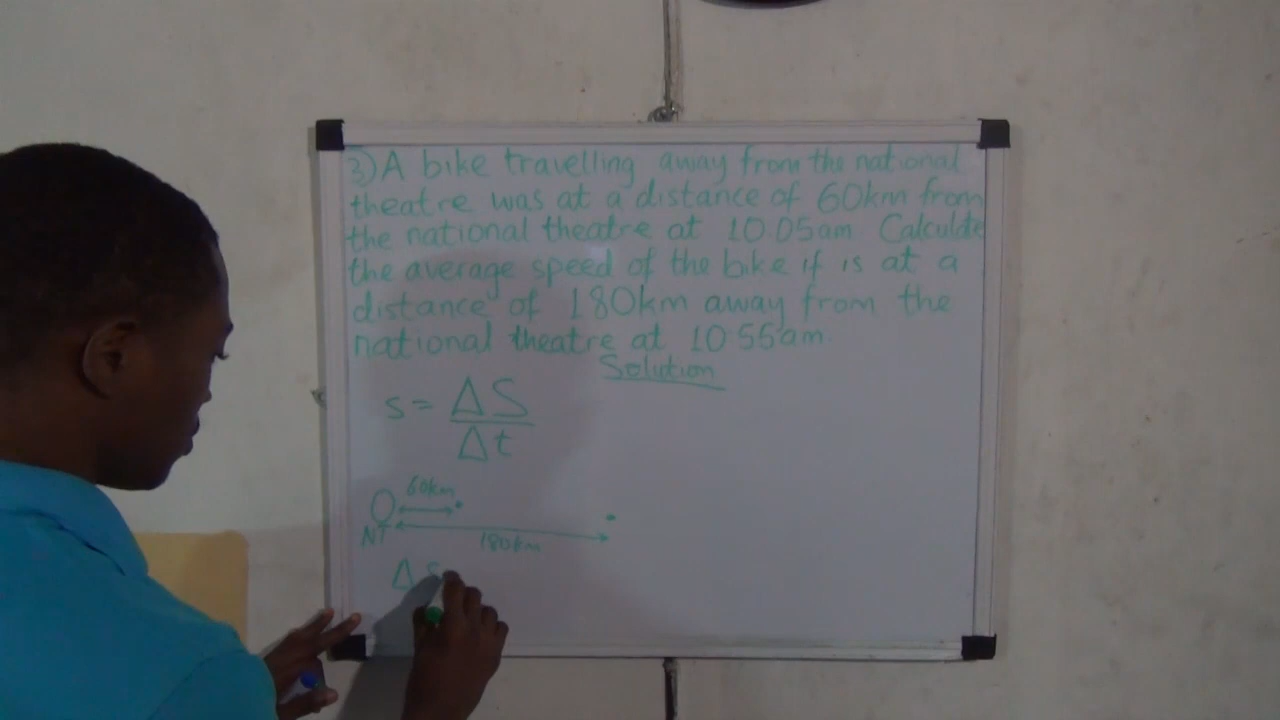 3) A bike travelling away from the national
theatre was at a distance of 60km from
the national theatre at 10.05am Calculate
the average speed of the bike if is at a
distance of 180km away from the
national theatre at 10.55am.
Solution
s = ΔS
Δt
60km
NT
180km
Δs